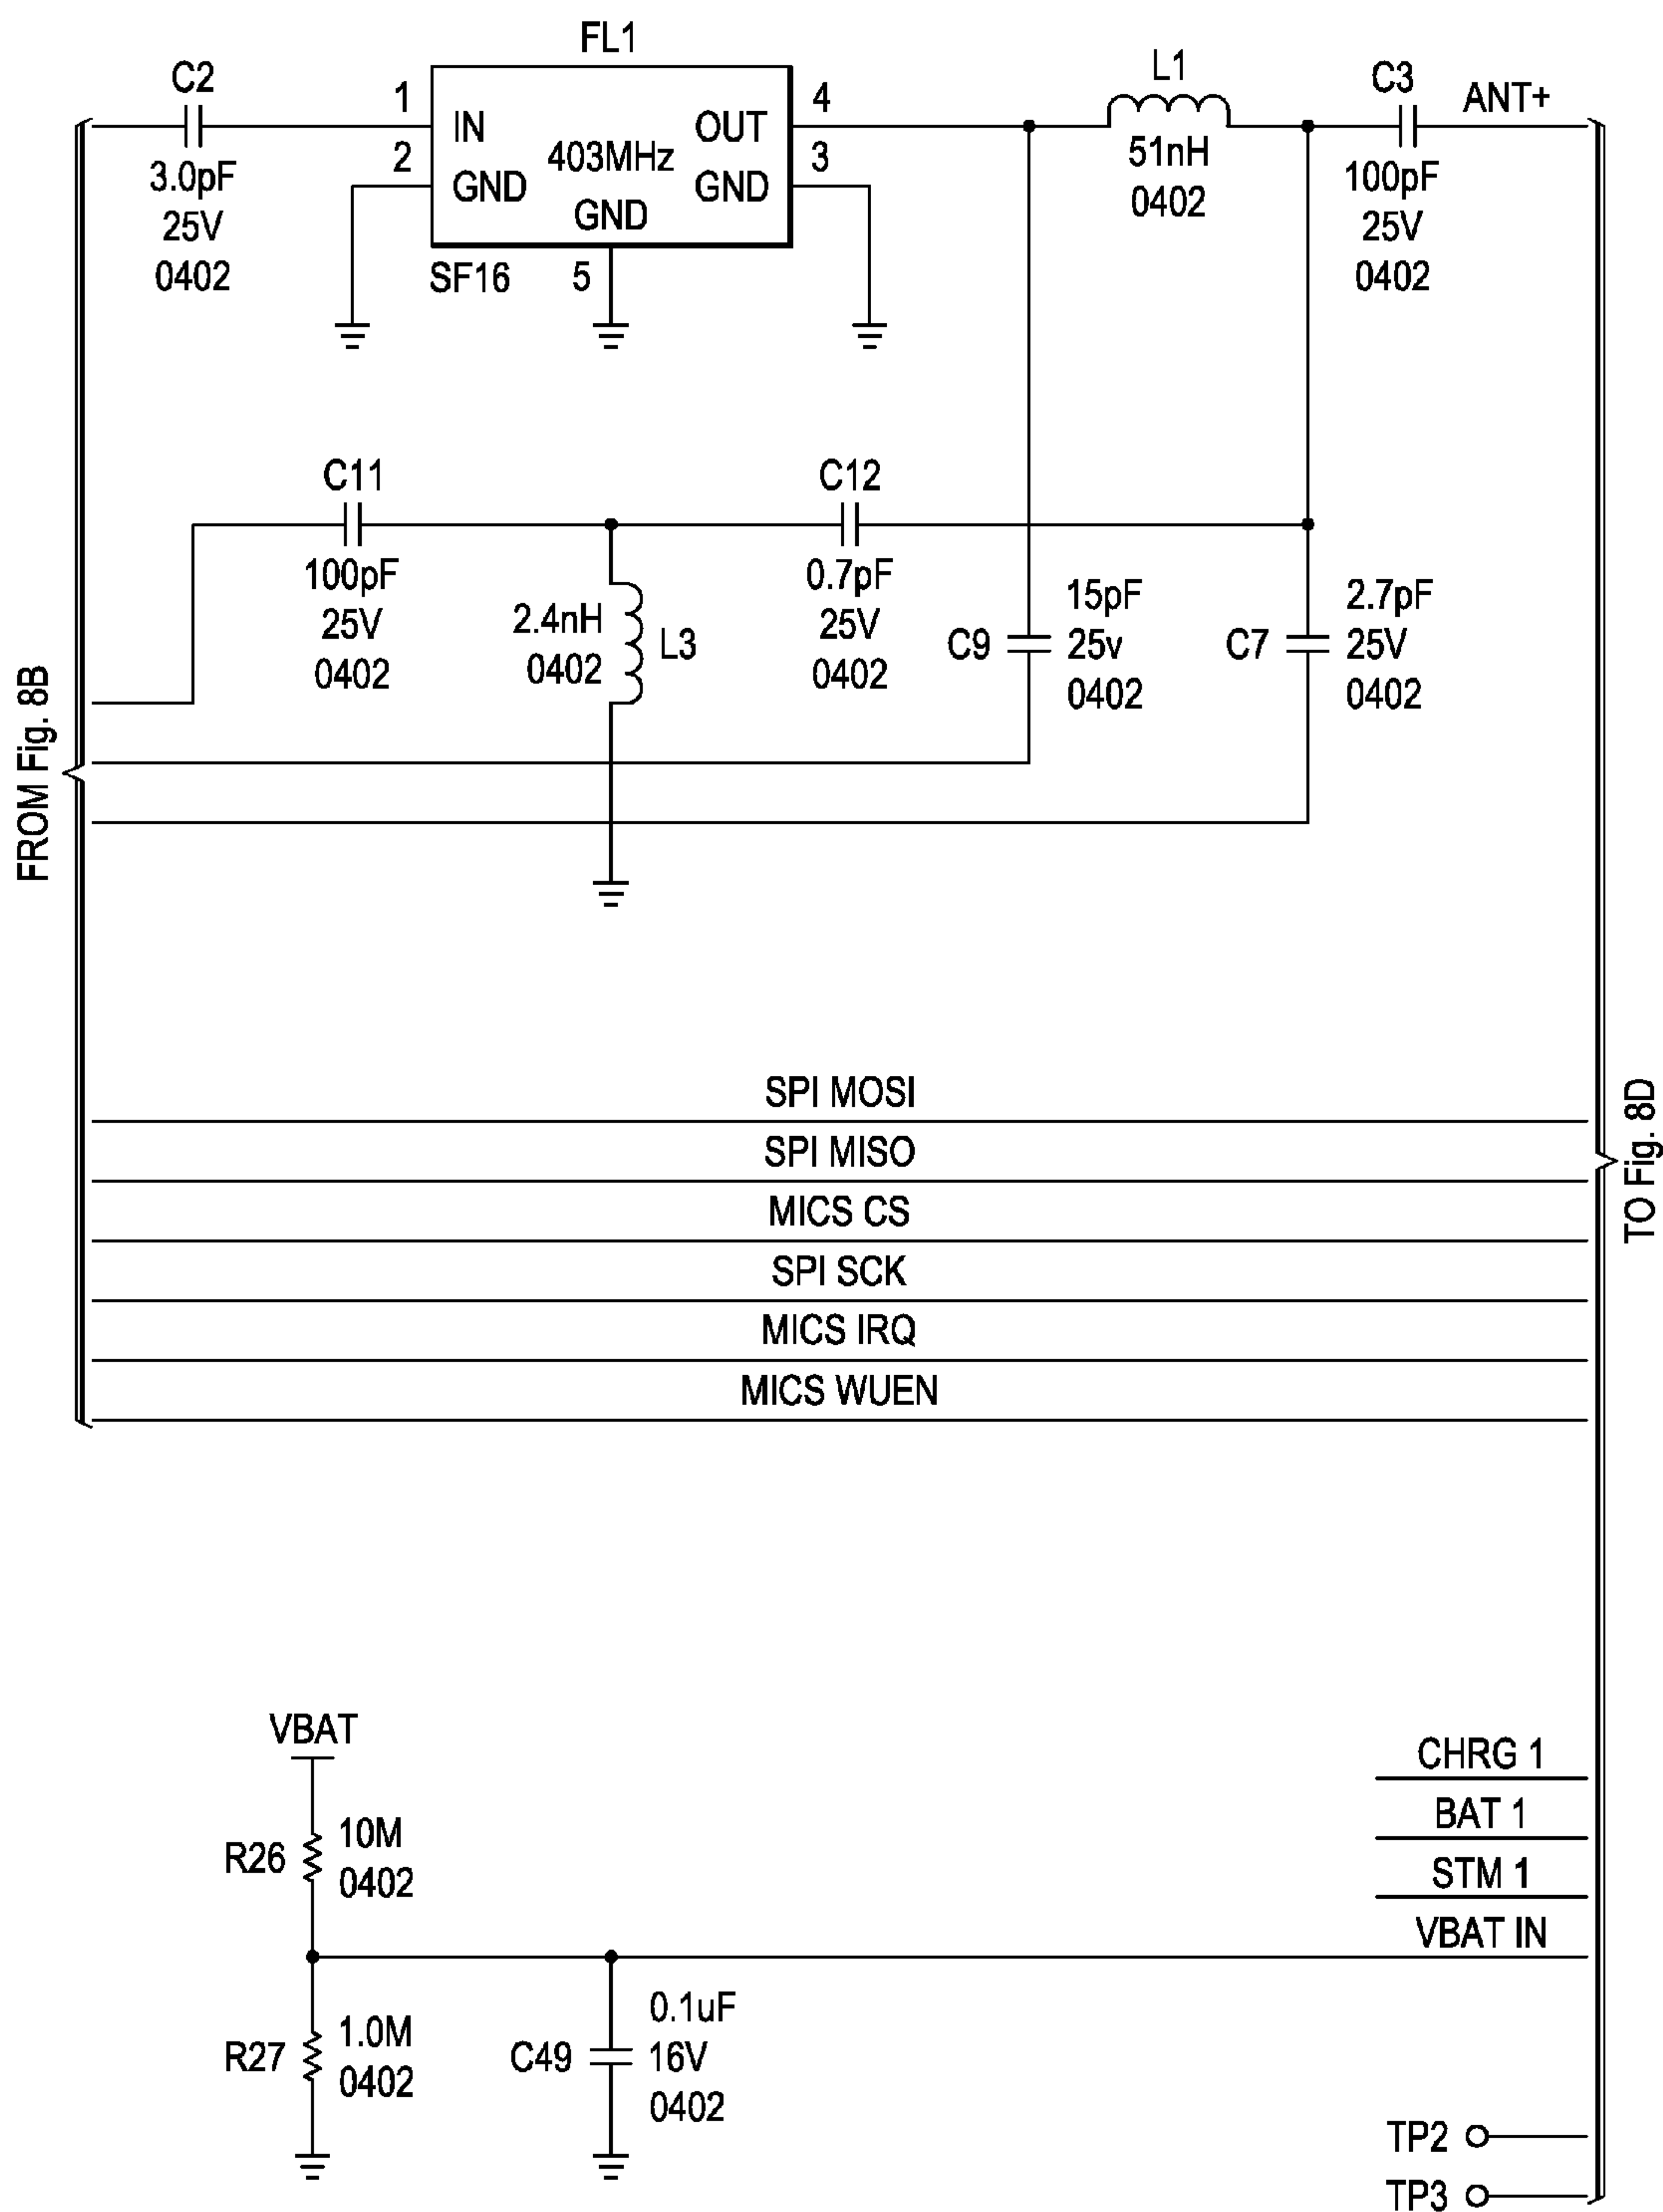 FL1
C2
3.0pF
25V
0402
1
2
IN
GND
403MHz
GND
OUT
GND
4
3
SF16
5
L1
51nH
0402
C3
100pF
25V
0402
ANT+
C11
100pF
25V
0402
2.4nH
0402
L3
C12
0.7pF
25V
0402
C9
15pF
25v
0402
C7
2.7pF
25V
0402
FROM Fig. 8B
SPI MOSI
SPI MISO
MICS CS
SPI SCK
MICS IRQ
MICS WUEN
TO Fig. 8D
VBAT
R26
10M
0402
R27
1.0M
0402
C49
0.1uF
16V
0402
CHRG 1
BAT 1
STM 1
VBAT IN
TP2
TP3